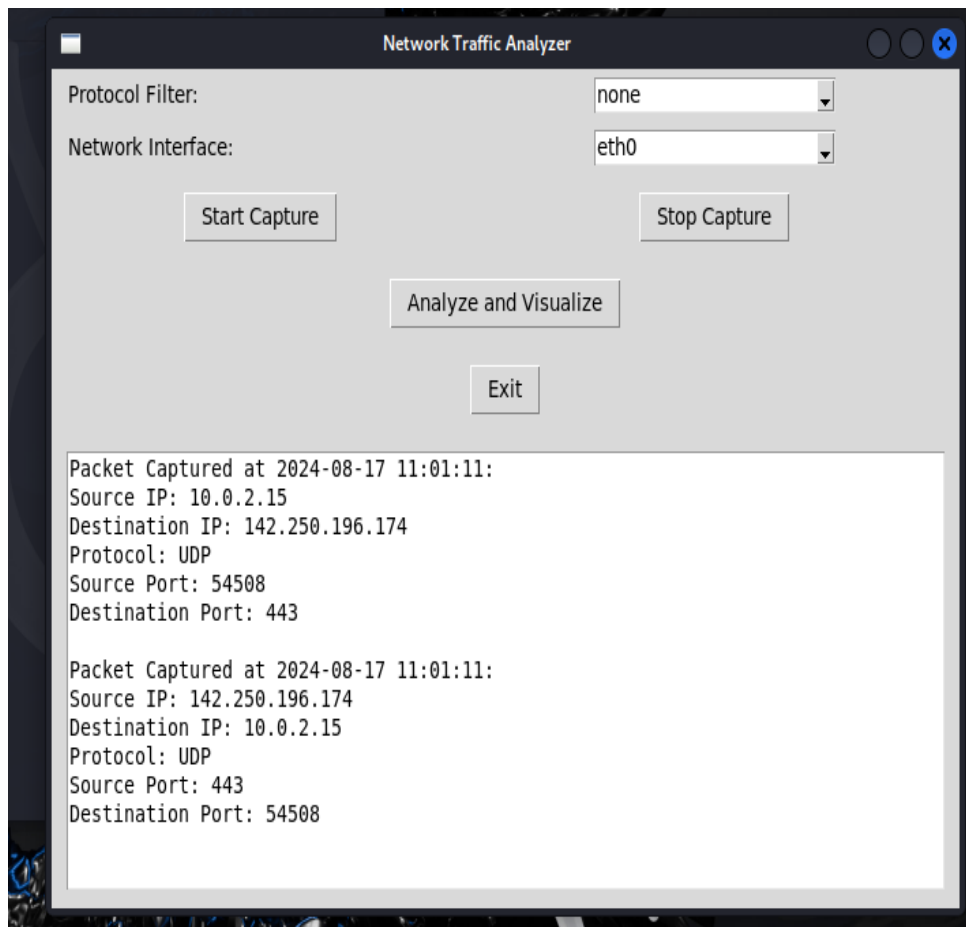 Network Traffic Analyzer
Protocol Filter: none
Network Interface: eth0
Start Capture Stop Capture
Analyze and Visualize
Exit
Packet Captured at 2024-08-17 11:01:11:
Source IP: 10.0.2.15
Destination IP: 142.250.196.174
Protocol: UDP
Source Port: 54508
Destination Port: 443
Packet Captured at 2024-08-17 11:01:11:
Source IP: 142.250.196.174
Destination IP: 10.0.2.15
Protocol: UDP
Source Port: 443
Destination Port: 54508